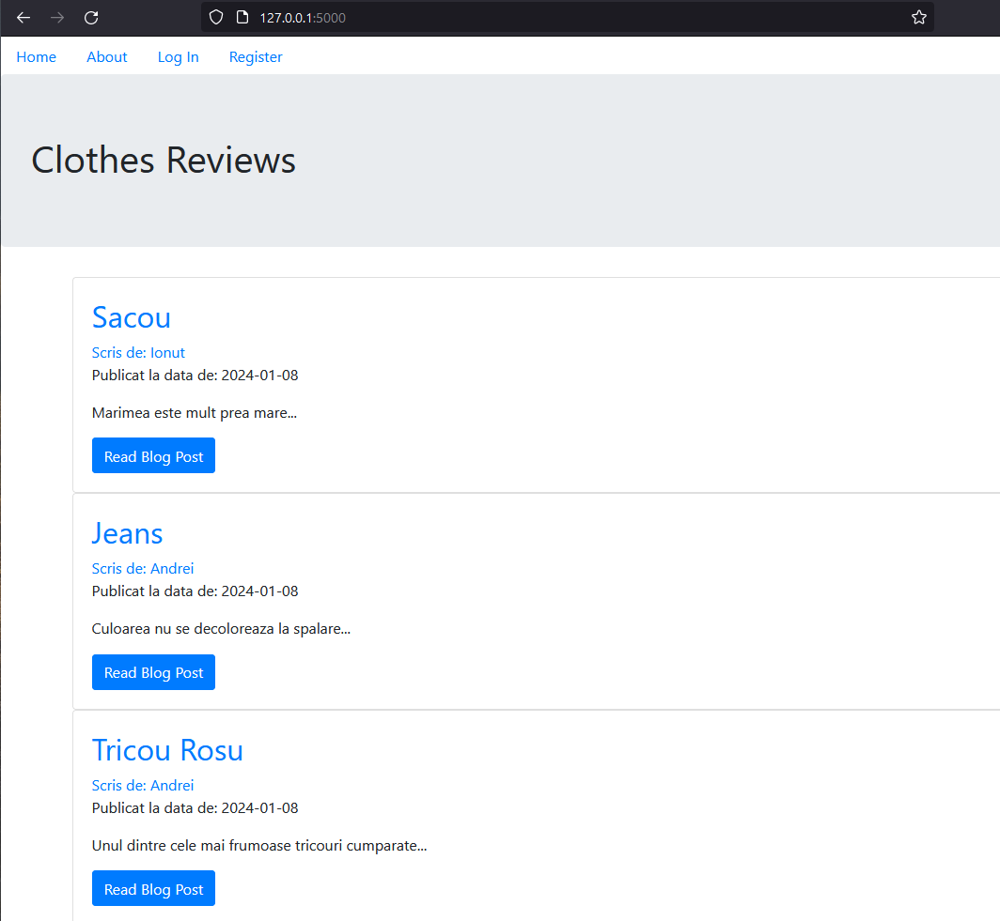 127.0.0.1:5000
Home About Log In Register
Clothes Reviews
Sacou
Scris de: Ionut
Publicat la data de: 2024-01-08
Marimea este mult prea mare...
Read Blog Post
Jeans
Scris de: Andrei
Publicat la data de: 2024-01-08
Culoarea nu se decoloreaza la spalare...
Read Blog Post
Tricou Rosu
Scris de: Andrei
Publicat la data de: 2024-01-08
Unul dintre cele mai frumoase tricouri cumparate...
Read Blog Post